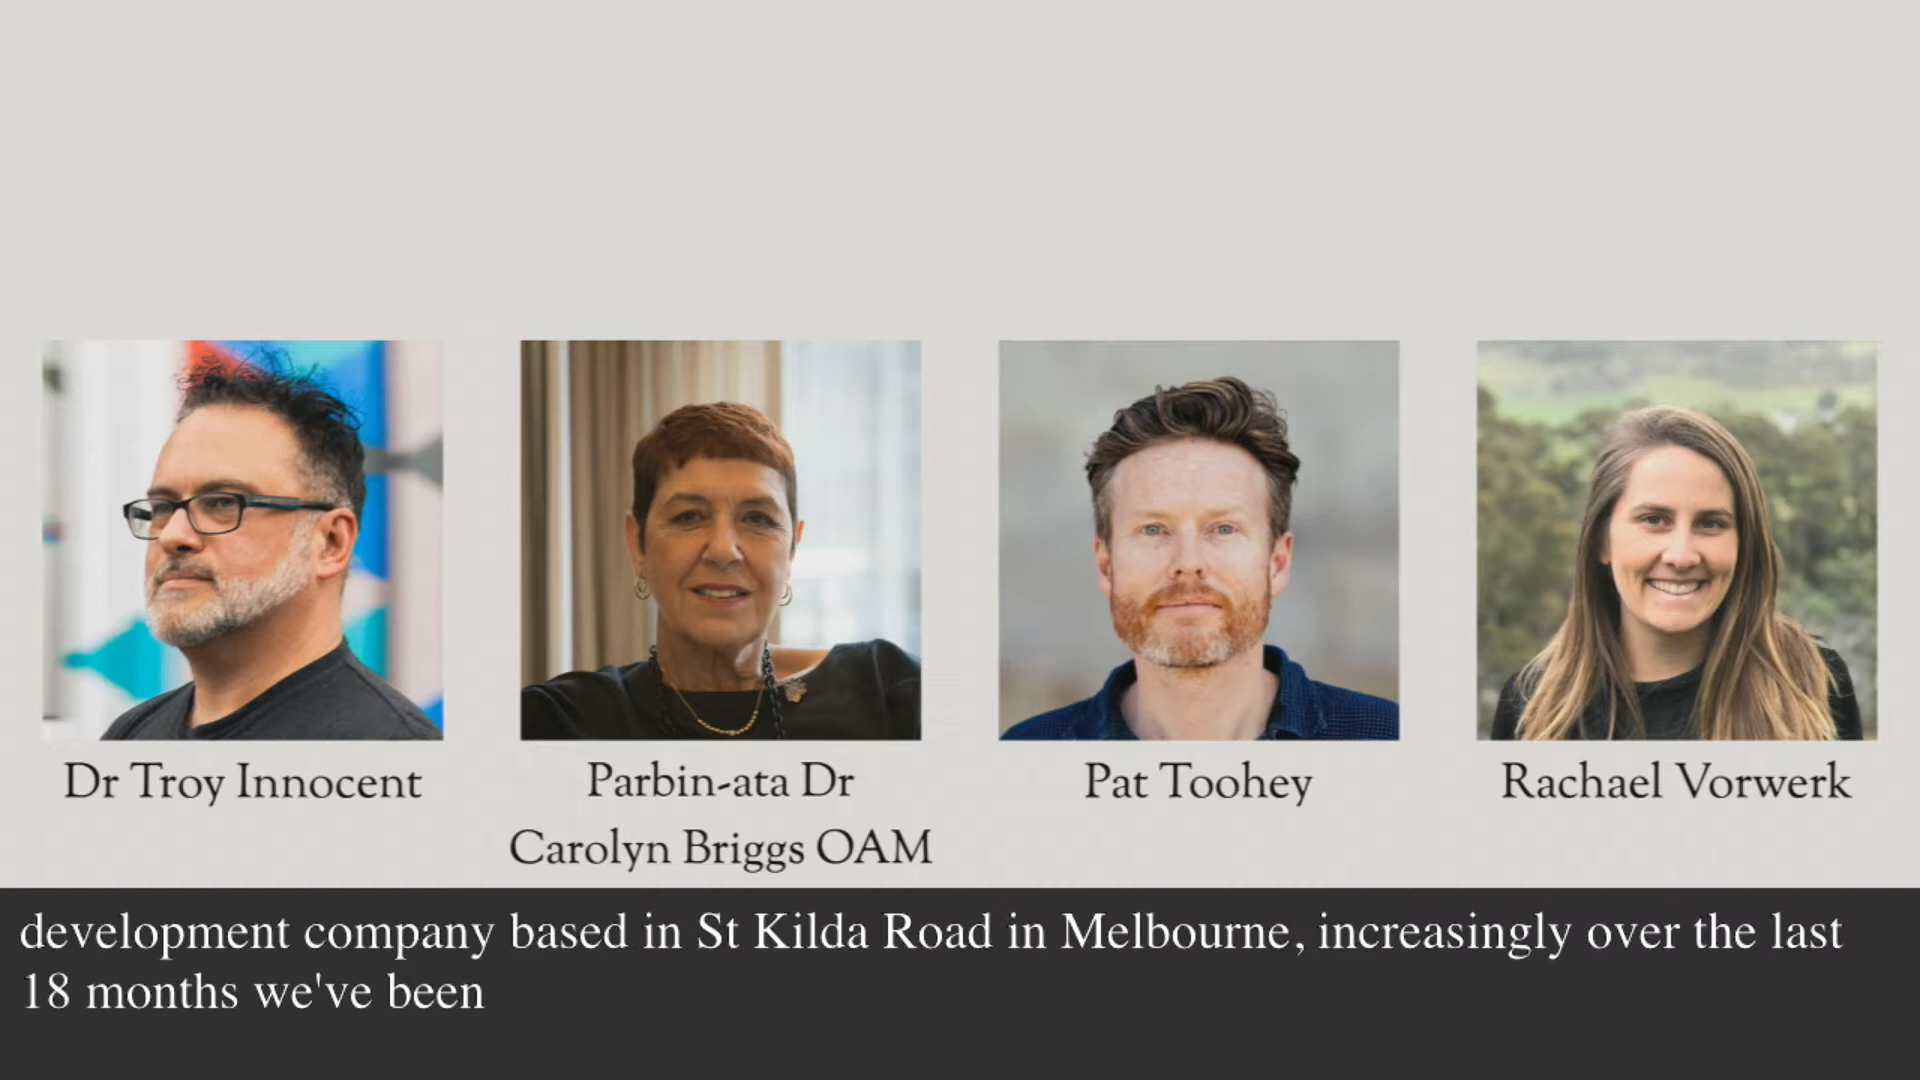 Dr Troy Innocent
Parbin-ata Dr
Carolyn Briggs OAM
Pat Toohey
Rachael Vorwerk
development company based in St Kilda Road in Melbourne, increasingly over the last
18 months we've been